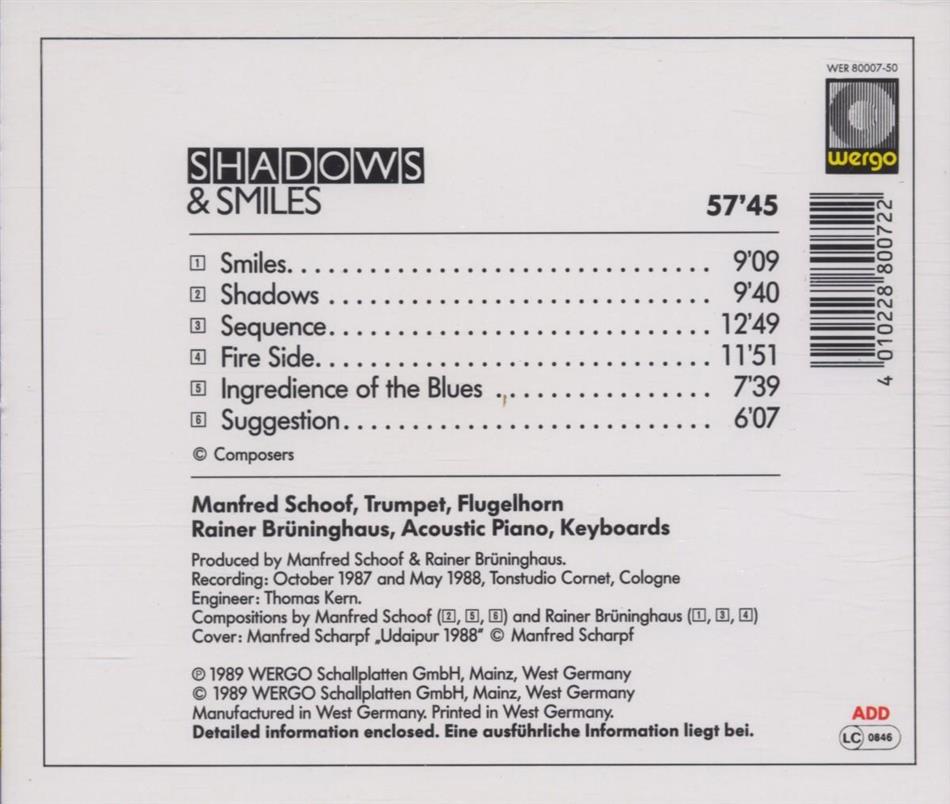 WER 80007-50
wergo
SHADOWS
& SMILES
57'45
1 Smiles. . . . . . . . . . . . . . . . . . . . . . . . . . . . . . . 9'09
2 Shadows . . . . . . . . . . . . . . . . . . . . . . . . . . . . 9'40
3 Sequence. . . . . . . . . . . . . . . . . . . . . . . . . . . . 12'49
4 Fire Side. . . . . . . . . . . . . . . . . . . . . . . . . . . . . 11'51
5 Ingredience of the Blues . . . . . . . . . . . . . . . . 7'39
6 Suggestion. . . . . . . . . . . . . . . . . . . . . . . . . . . 6'07
© Composers
4 010228 800722
Manfred Schoof, Trumpet, Flugelhorn
Rainer Brüninghaus, Acoustic Piano, Keyboards
Produced by Manfred Schoof & Rainer Brüninghaus.
Recording: October 1987 and May 1988, Tonstudio Cornet, Cologne
Engineer: Thomas Kern.
Compositions by Manfred Schoof (2, 5, 6) and Rainer Brüninghaus (1, 3, 4)
Cover: Manfred Scharpf „Udaipur 1988" © Manfred Scharpf
℗ 1989 WERGO Schallplatten GmbH, Mainz, West Germany
© 1989 WERGO Schallplatten GmbH, Mainz, West Germany
Manufactured in West Germany. Printed in West Germany.
Detailed information enclosed. Eine ausführliche Information liegt bei.
ADD
LC 0846